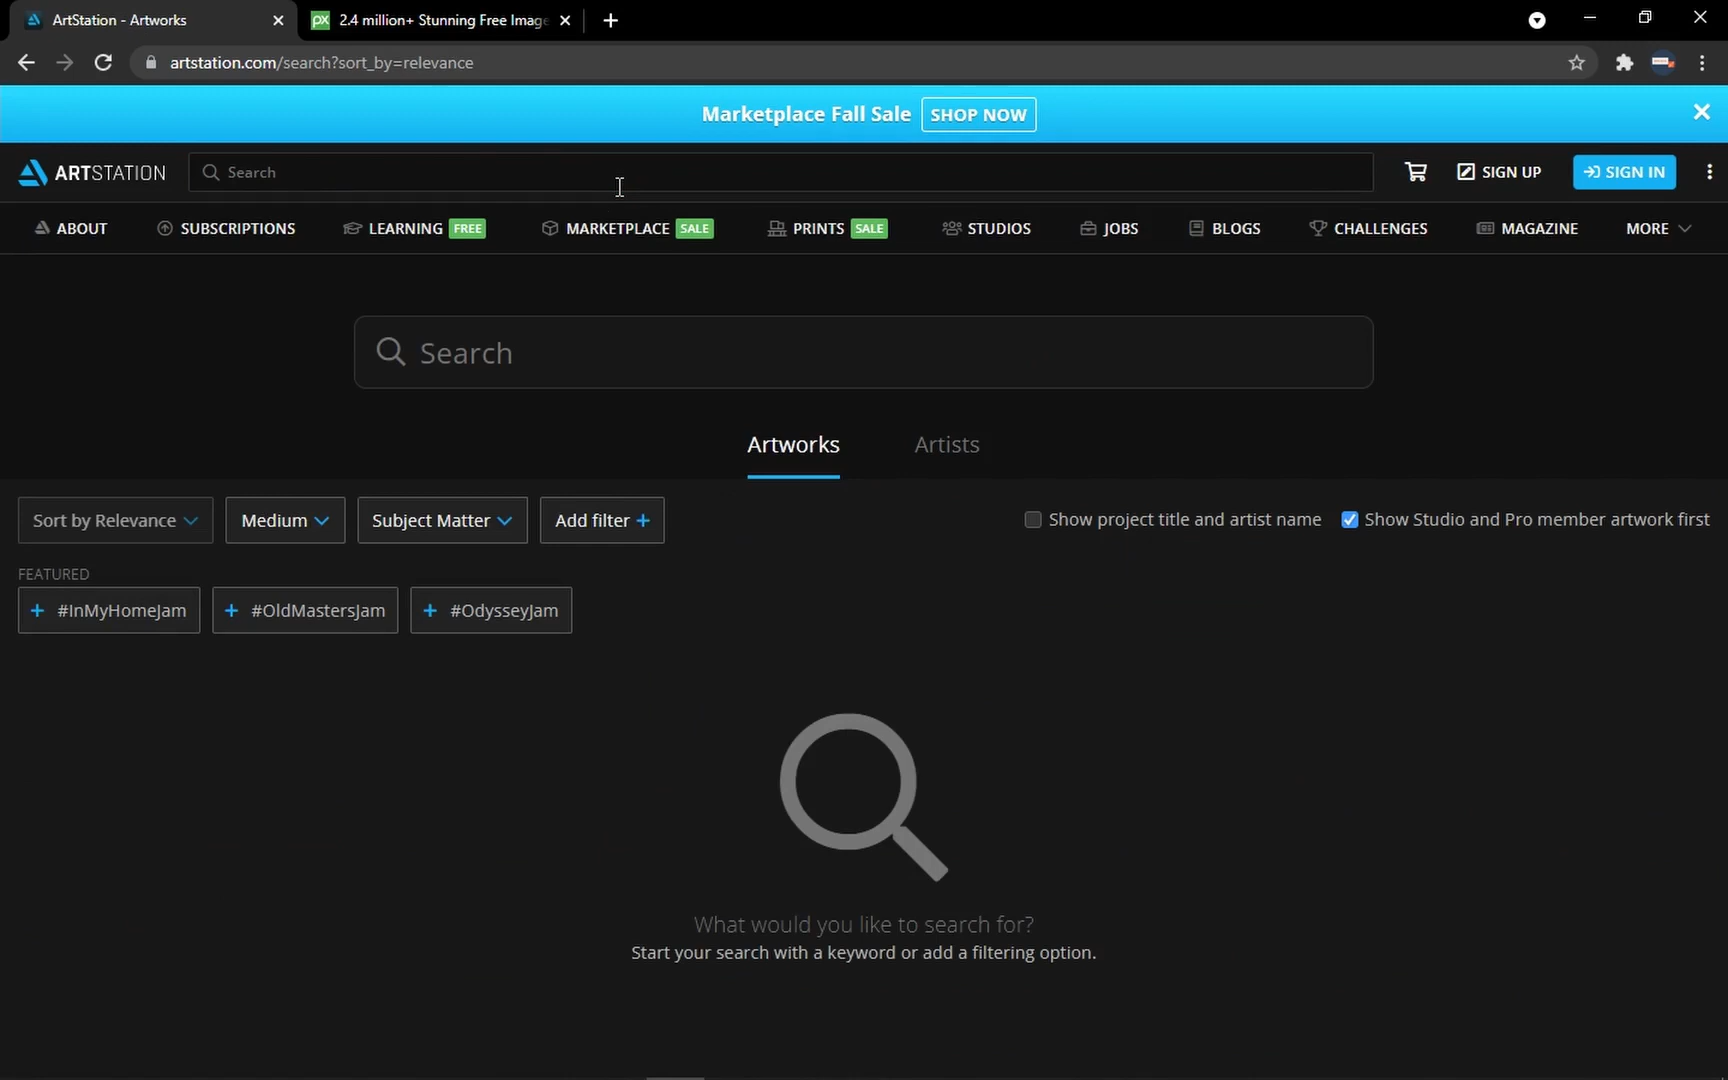 ArtStation - Artworks
2.4 million+ Stunning Free Image
artstation.com/search?sort_by=relevance
Marketplace Fall Sale SHOP NOW
ARTSTATION Search SIGN UP SIGN IN
ABOUT SUBSCRIPTIONS LEARNING FREE MARKETPLACE SALE PRINTS SALE STUDIOS JOBS BLOGS CHALLENGES MAGAZINE MORE
Search
Artworks Artists
Sort by Relevance Medium Subject Matter Add filter + Show project title and artist name Show Studio and Pro member artwork first
FEATURED
+ #InMyHomeJam + #OldMastersJam + #OdysseyJam
What would you like to search for?
Start your search with a keyword or add a filtering option.